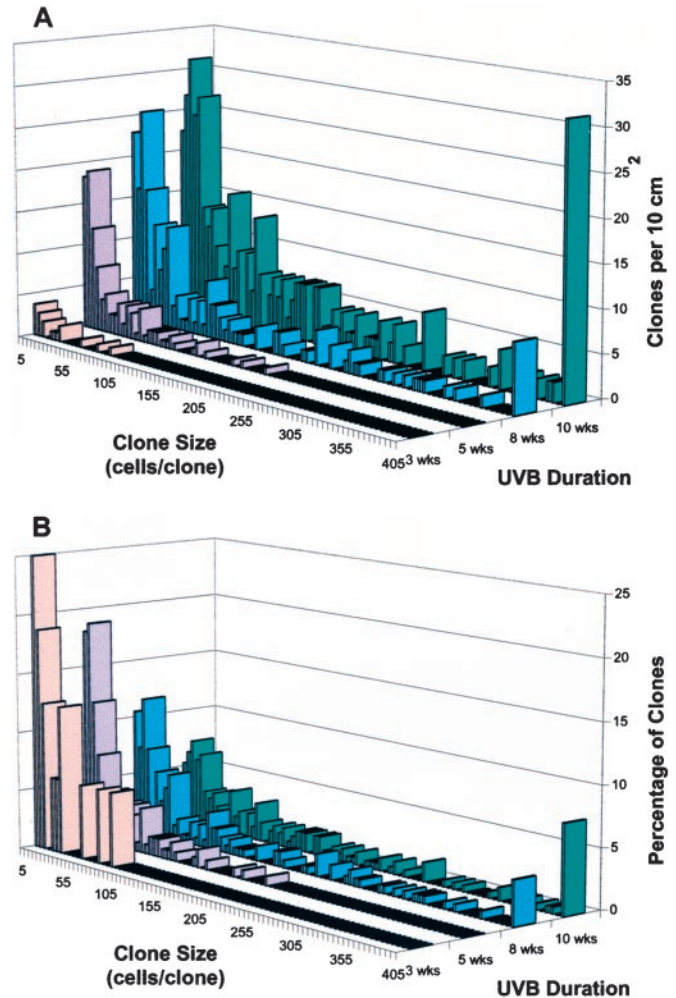 A
35
30
25
20
15
10
5
0
Clones per 10 cm 2
5
55
105
155
205
255
305
355
405
3 wks
5 wks
8 wks
10 wks
Clone Size
(cells/clone)
UVB Duration
B
25
20
15
10
5
0
Percentage of Clones
5
55
105
155
205
255
305
355
405
3 wks
5 wks
8 wks
10 wks
Clone Size
(cells/clone)
UVB Duration